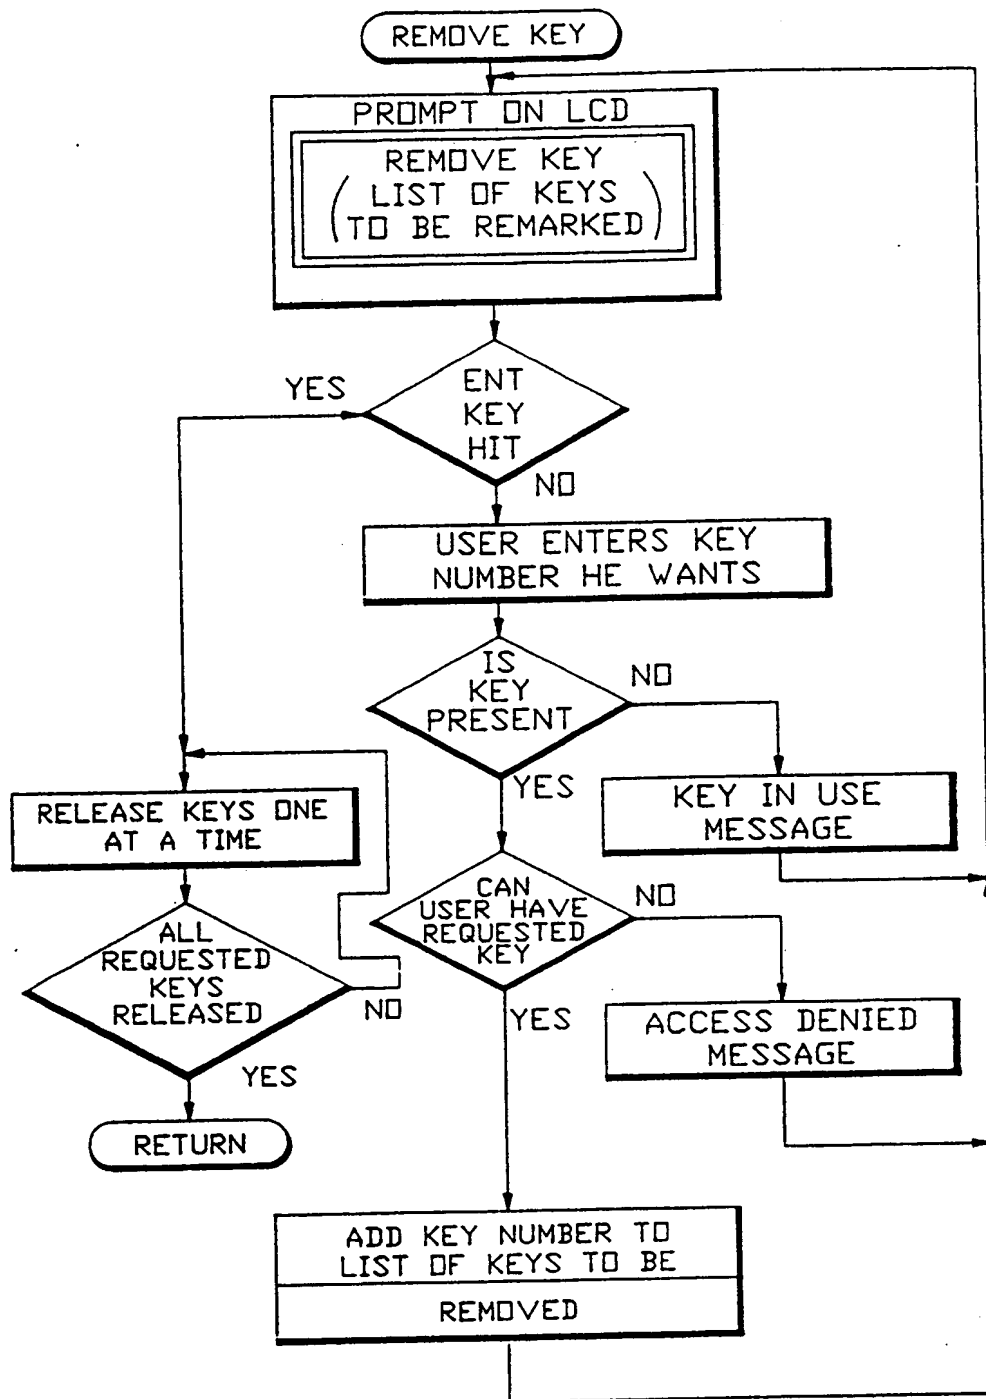 REMOVE KEY
PROMPT ON LCD
REMOVE KEY
(LIST OF KEYS
TO BE REMARKED)
YES
ENT
KEY
HIT
NO
USER ENTERS KEY
NUMBER HE WANTS
IS
KEY
PRESENT
NO
YES
KEY IN USE
MESSAGE
RELEASE KEYS ONE
AT A TIME
CAN
USER HAVE
REQUESTED
KEY
NO
YES
ALL
REQUESTED
KEYS
RELEASED
NO
YES
ACCESS DENIED
MESSAGE
RETURN
ADD KEY NUMBER TO
LIST OF KEYS TO BE
REMOVED